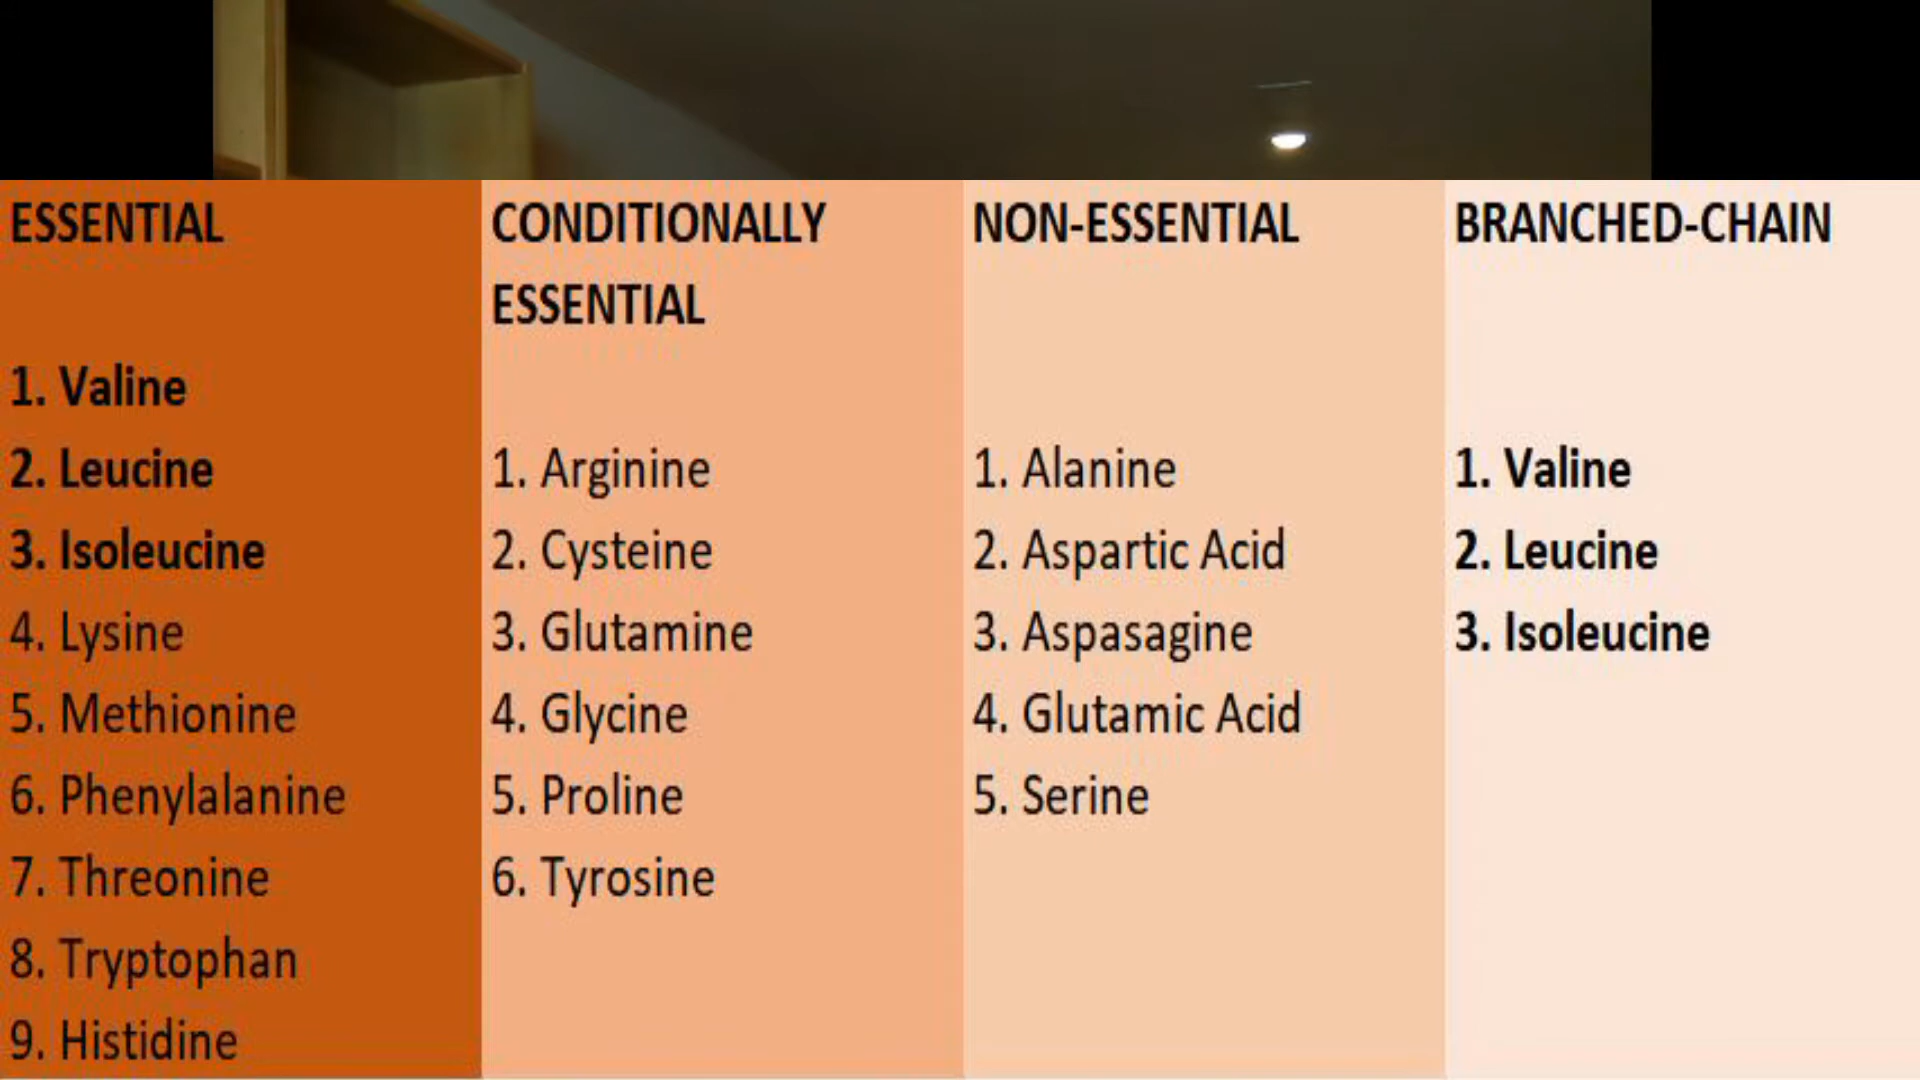 ESSENTIAL
1. Valine
2. Leucine
3. Isoleucine
4. Lysine
5. Methionine
6. Phenylalanine
7. Threonine
8. Tryptophan
9. Histidine
CONDITIONALLY
ESSENTIAL
1. Arginine
2. Cysteine
3. Glutamine
4. Glycine
5. Proline
6. Tyrosine
NON-ESSENTIAL
1. Alanine
2. Aspartic Acid
3. Aspasagine
4. Glutamic Acid
5. Serine
BRANCHED-CHAIN
1. Valine
2. Leucine
3. Isoleucine